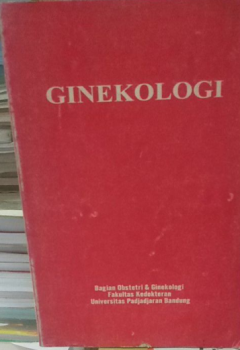 GINEKOLOGI
Bagian Obstetri & Ginekologi
Fakultas Kedokteran
Universitas Padjadjaran Bandung